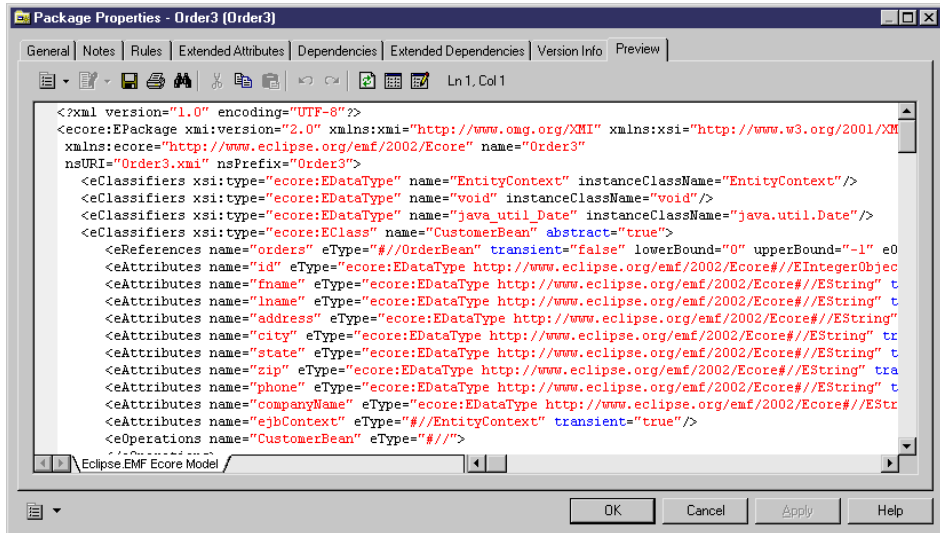 Package Properties - Order3 (Order3)
General Notes Rules Extended Attributes Dependencies Extended Dependencies Version Info Preview
Ln 1, Col 1
<?xml version="1.0" encoding="UTF-8"?>
<ecore:EPackage xmi:version="2.0" xmlns:xmi="http://www.omg.org/XMI" xmlns:xsi="http://www.w3.org/2001/XM
xmlns:ecore="http://www.eclipse.org/emf/2002/Ecore" name="Order3"
nsURI="Order3.xmi" nsPrefix="Order3">
<eClassifiers xsi:type="ecore:EDataType" name="EntityContext" instanceClassName="EntityContext"/>
<eClassifiers xsi:type="ecore:EDataType" name="void" instanceClassName="void"/>
<eClassifiers xsi:type="ecore:EDataType" name="java_util_Date" instanceClassName="java.util.Date"/>
<eClassifiers xsi:type="ecore:EClass" name="CustomerBean" abstract="true">
<eReferences name="orders" eType="#//OrderBean" transient="false" lowerBound="0" upperBound="-1" eO
<eAttributes name="id" eType="ecore:EDataType http://www.eclipse.org/emf/2002/Ecore#//EIntegerObjec
<eAttributes name="fname" eType="ecore:EDataType http://www.eclipse.org/emf/2002/Ecore#//EString" t
<eAttributes name="lname" eType="ecore:EDataType http://www.eclipse.org/emf/2002/Ecore#//EString" t
<eAttributes name="address" eType="ecore:EDataType http://www.eclipse.org/emf/2002/Ecore#//EString"
<eAttributes name="city" eType="ecore:EDataType http://www.eclipse.org/emf/2002/Ecore#//EString" tr
<eAttributes name="state" eType="ecore:EDataType http://www.eclipse.org/emf/2002/Ecore#//EString" t
<eAttributes name="zip" eType="ecore:EDataType http://www.eclipse.org/emf/2002/Ecore#//EString" tra
<eAttributes name="phone" eType="ecore:EDataType http://www.eclipse.org/emf/2002/Ecore#//EString" t
<eAttributes name="companyName" eType="ecore:EDataType http://www.eclipse.org/emf/2002/Ecore#//EStr
<eAttributes name="ejbContext" eType="#//EntityContext" transient="true"/>
<eOperations name="CustomerBean" eType="#//">
Eclipse.EMF Ecore Model
OK Cancel Apply Help